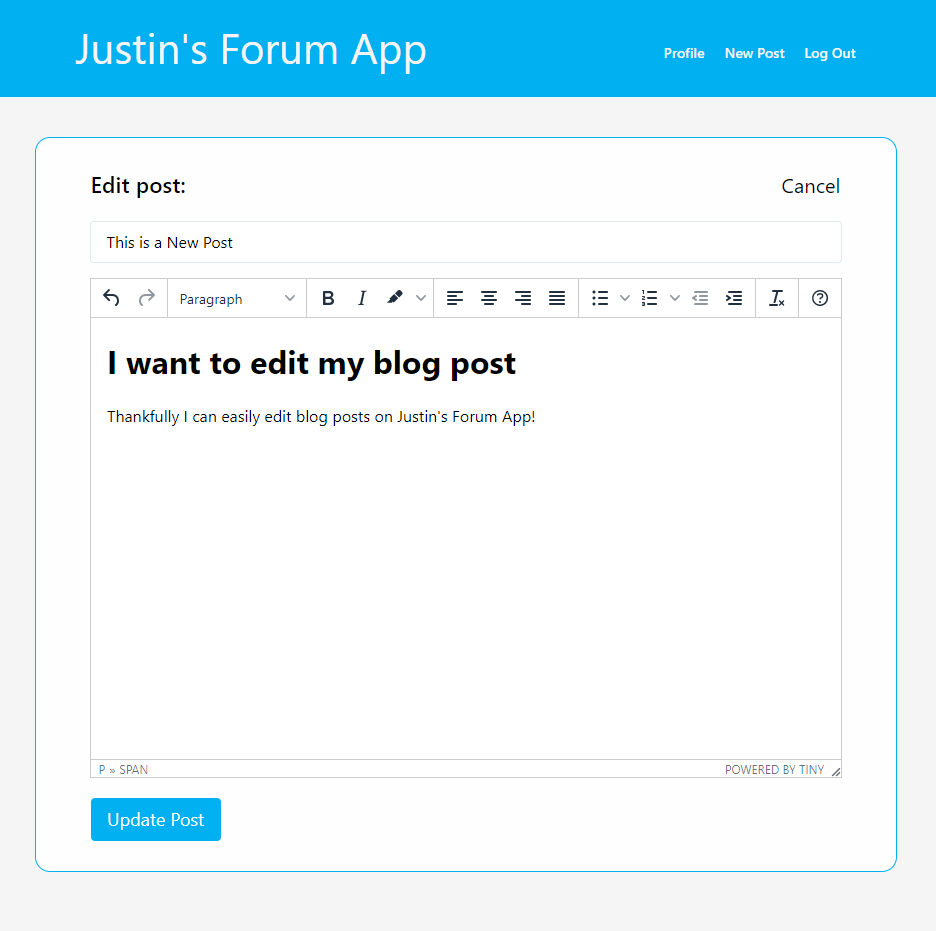 Justin's Forum App
Profile New Post Log Out
Edit post:
Cancel
This is a New Post
Paragraph
B I
I want to edit my blog post
Thankfully I can easily edit blog posts on Justin's Forum App!
P » SPAN
POWERED BY TINY
Update Post